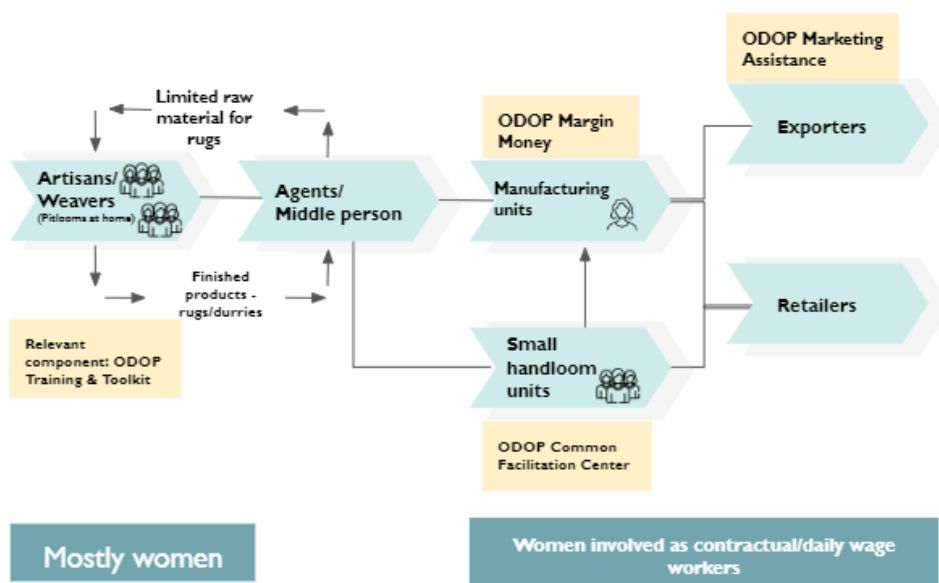 ODOP Marketing
Assistance
Limited raw
material for
rugs
ODOP Margin
Money
Exporters
Artisans/
Weavers
(Pitlooms at home)
Agents/
Middle person
Manufacturing
units
Finished
products -
rugs/durries
Retailers
Relevant
component: ODOP
Training & Toolkit
Small
handloom
units
ODOP Common
Facilitation Center
Mostly women
Women involved as contractual/daily wage
workers